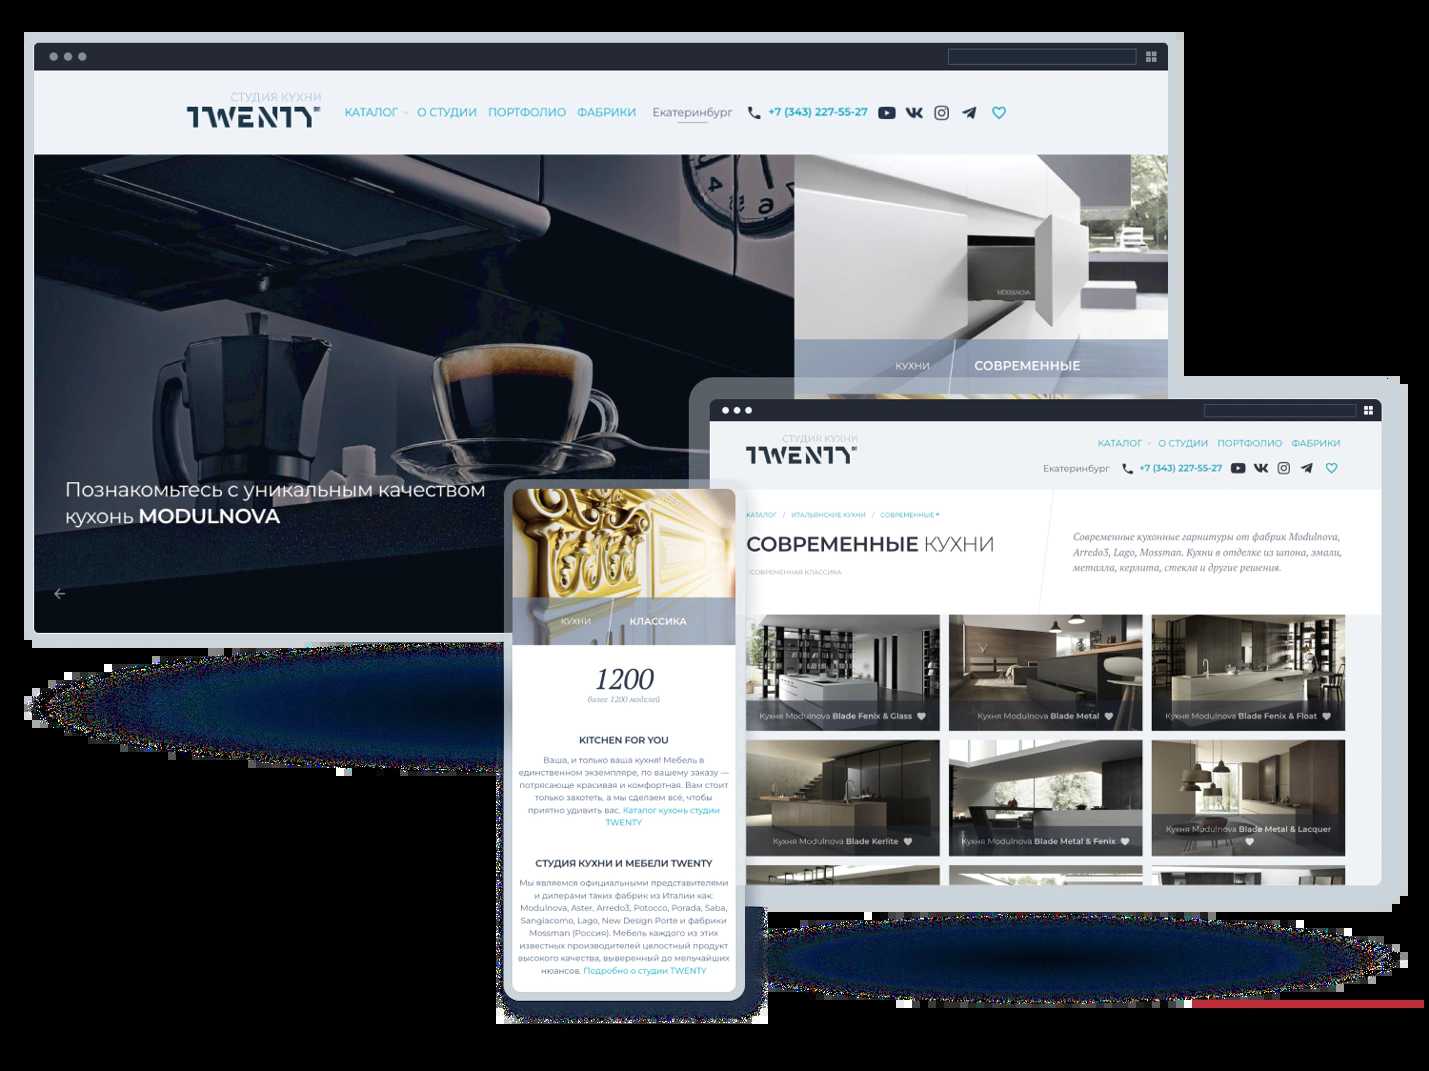 СТУДИЯ КУХНИ
TWENTY
КАТАЛОГ О СТУДИИ ПОРТФОЛИО ФАБРИКИ Екатеринбург +7 (343) 227-55-27
MODULNOVA
КУХНИ СОВРЕМЕННЫЕ
Познакомьтесь с уникальным качеством
кухонь MODULNOVA
СТУДИЯ КУХНИ
TWENTY
КАТАЛОГ О СТУДИИ ПОРТФОЛИО ФАБРИКИ
Екатеринбург +7 (343) 227-55-27
КАТАЛОГ / ИТАЛЬЯНСКИЕ КУХНИ / СОВРЕМЕННЫЕ
СОВРЕМЕННЫЕ КУХНИ
СОВРЕМЕННАЯ КЛАССИКА
Современные кухонные гарнитуры от фабрик Modulnova,
Arredo3, Lago, Mossman. Кухни в отделке из шпона, эмали,
металла, керлита, стекла и другие решения.
Кухня Modulnova Blade Fenix & Glass
Кухня Modulnova Blade Metal
Кухня Modulnova Blade Fenix & Float
Кухня Modulnova Blade Kerlite
Кухня Modulnova Blade Metal & Fenix
Кухня Modulnova Blade Metal & Lacquer
КУХНИ КЛАССИКА
1200
более 1200 моделей
KITCHEN FOR YOU
Ваша, и только ваша кухня! Мебель в
единственном экземпляре, по вашему заказу —
потрясающе красивая и комфортная. Вам стоит
только захотеть, а мы сделаем всё, чтобы
приятно удивить вас. Каталог кухонь студии
TWENTY
СТУДИЯ КУХНИ И МЕБЕЛИ TWENTY
Мы являемся официальными представителями
и дилерами таких фабрик из Италии как:
Modulnova, Aster, Arredo3, Potocco, Porada, Saba,
Sangiacomo, Lago, New Design Porte и фабрики
Mossman (Россия). Мебель каждого из этих
известных производителей целостный продукт
высокого качества, выверенный до мельчайших
нюансов. Подробно о студии TWENTY